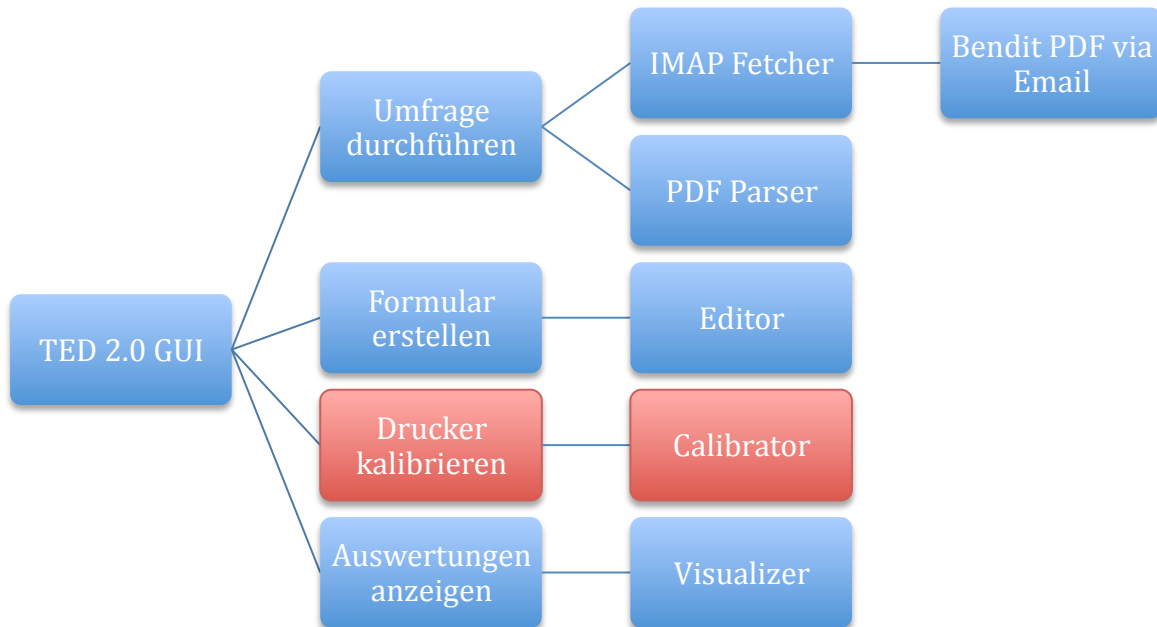 TED 2.0 GUI
Umfrage
durchführen
IMAP Fetcher
Bendit PDF via
Email
PDF Parser
Formular
erstellen
Editor
Drucker
kalibrieren
Calibrator
Auswertungen
anzeigen
Visualizer